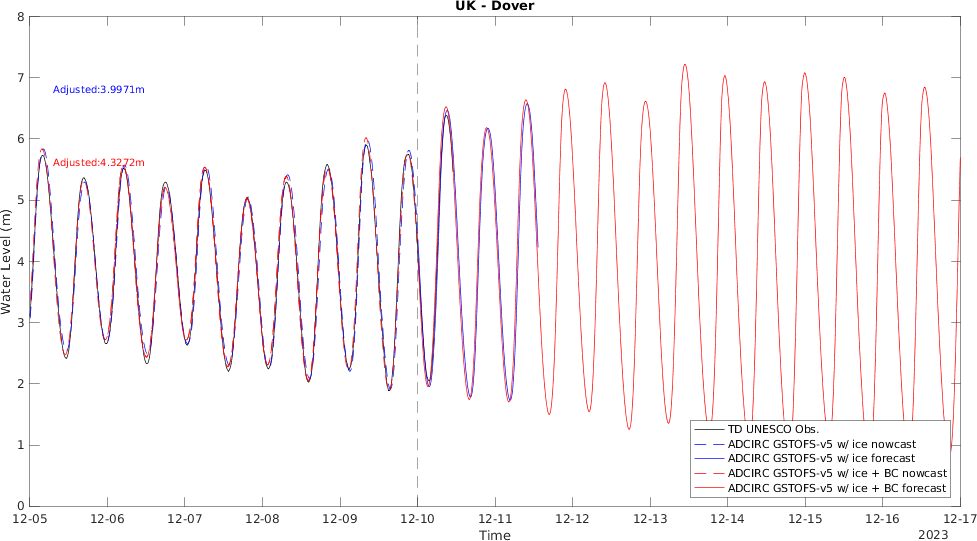 UK - Dover
8
7
6
5
4
3
2
1
0
Water Level (m)
Adjusted:3.9971m
Adjusted:4.3272m
TD UNESCO Obs.
ADCIRC GSTOFS-v5 w/ ice nowcast
ADCIRC GSTOFS-v5 w/ ice forecast
ADCIRC GSTOFS-v5 w/ ice + BC nowcast
ADCIRC GSTOFS-v5 w/ ice + BC forecast
12-05 12-06 12-07 12-08 12-09 12-10 12-11 12-12 12-13 12-14 12-15 12-16 12-17
Time
2023